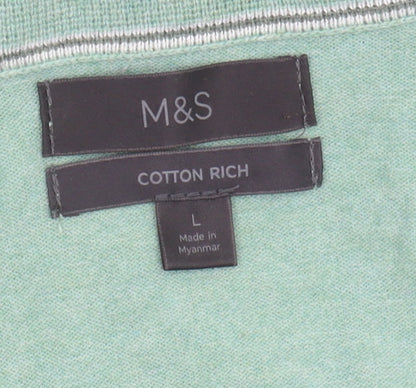 M&S
COTTON RICH
L
Made in
Myanmar